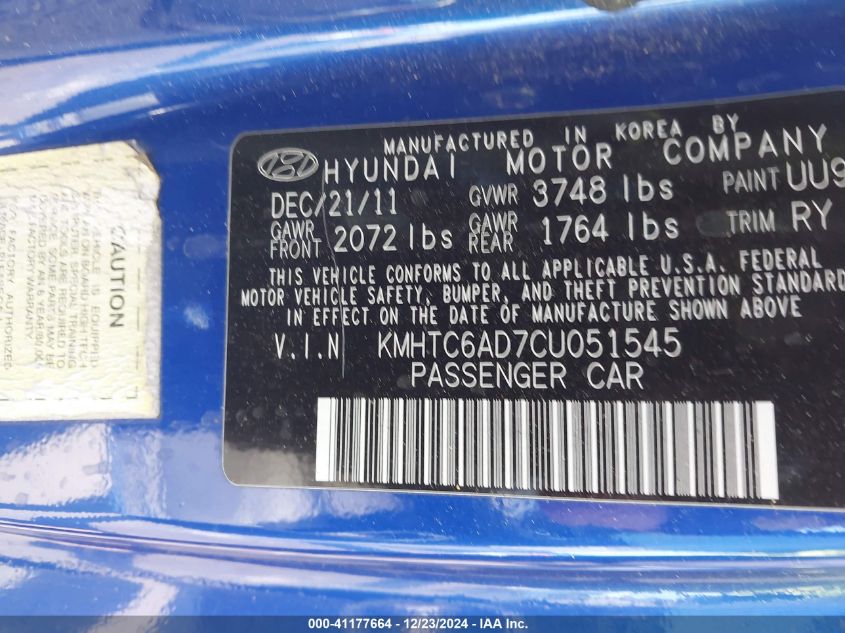 MANUFACTURED IN KOREA BY
HYUNDAI MOTOR COMPANY
DEC/21/11 GVWR 3748 lbs PAINT UU9
GAWR FRONT 2072 lbs GAWR REAR 1764 lbs TRIM RY
THIS VEHICLE CONFORMS TO ALL APPLICABLE U.S.A. FEDERAL
MOTOR VEHICLE SAFETY, BUMPER, AND THEFT PREVENTION STANDARD
IN EFFECT ON THE DATE OF MANUFACTURE SHOWN ABOVE
V.I.N KMHTC6AD7CU051545
PASSENGER CAR
CAUTION
000-41177664 - 12/23/2024 - IAA Inc.